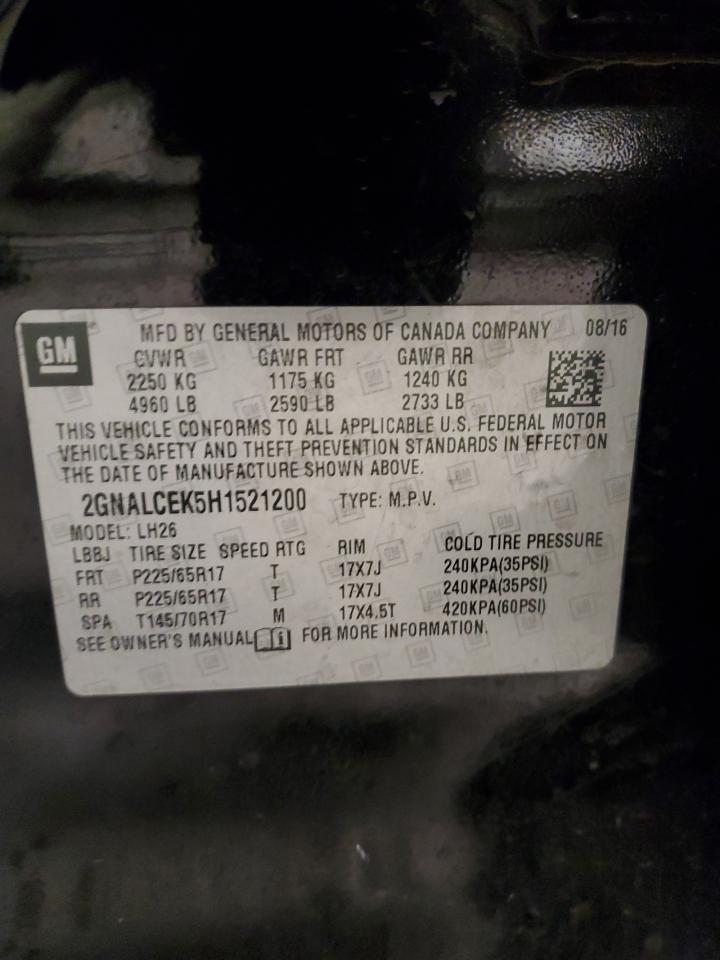 GM MFD BY GENERAL MOTORS OF CANADA COMPANY 08/16
GVWR GAWR FRT GAWR RR
2250 KG 1175 KG 1240 KG
4960 LB 2590 LB 2733 LB
THIS VEHICLE CONFORMS TO ALL APPLICABLE U.S. FEDERAL MOTOR
VEHICLE SAFETY AND THEFT PREVENTION STANDARDS IN EFFECT ON
THE DATE OF MANUFACTURE SHOWN ABOVE.
2GNALCEK5H1521200 TYPE: M.P.V.
MODEL: LH26
LBBJ TIRE SIZE SPEED RTG RIM COLD TIRE PRESSURE
FRT P225/65R17 T 17X7J 240KPA(35PSI)
RR P225/65R17 T 17X7J 240KPA(35PSI)
SPA T145/70R17 M 17X4.5T 420KPA(60PSI)
SEE OWNER'S MANUAL FOR MORE INFORMATION.